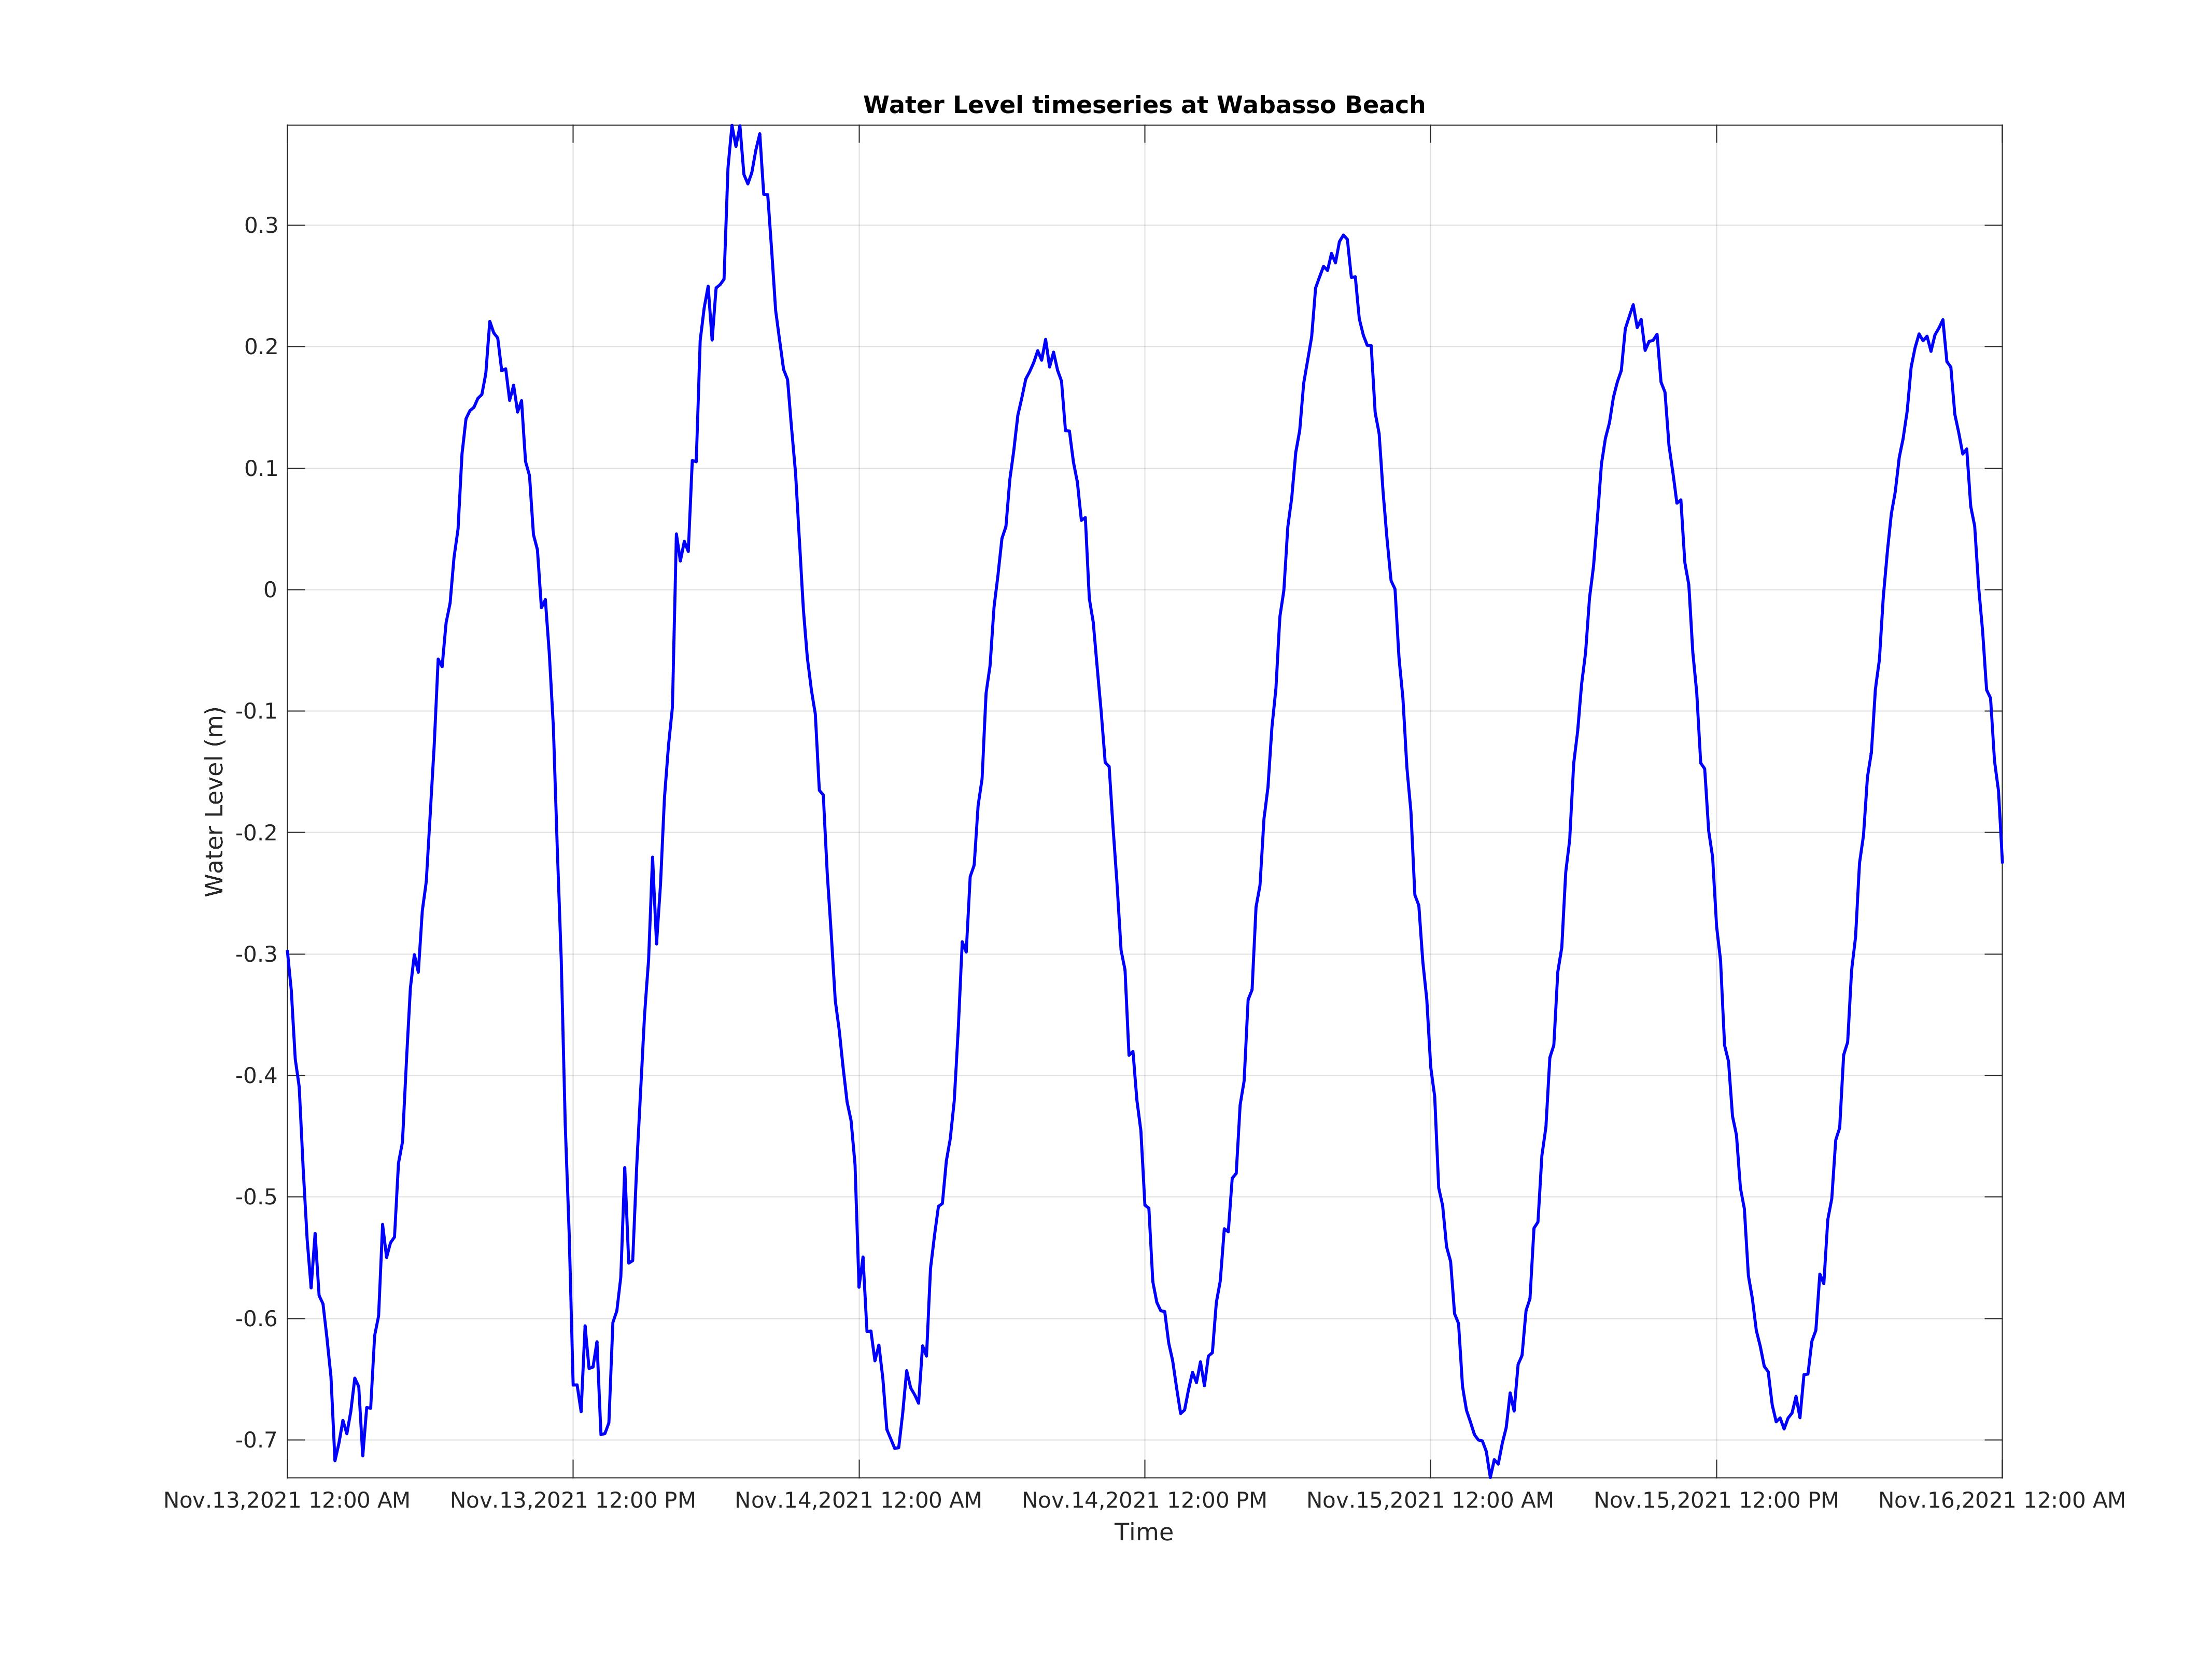 Water Level timeseries at Wabasso Beach
0.3
0.2
0.1
0
-0.1
-0.2
-0.3
-0.4
-0.5
-0.6
-0.7
Water Level (m)
Nov.13,2021 12:00 AM Nov.13,2021 12:00 PM Nov.14,2021 12:00 AM Nov.14,2021 12:00 PM Nov.15,2021 12:00 AM Nov.15,2021 12:00 PM Nov.16,2021 12:00 AM
Time